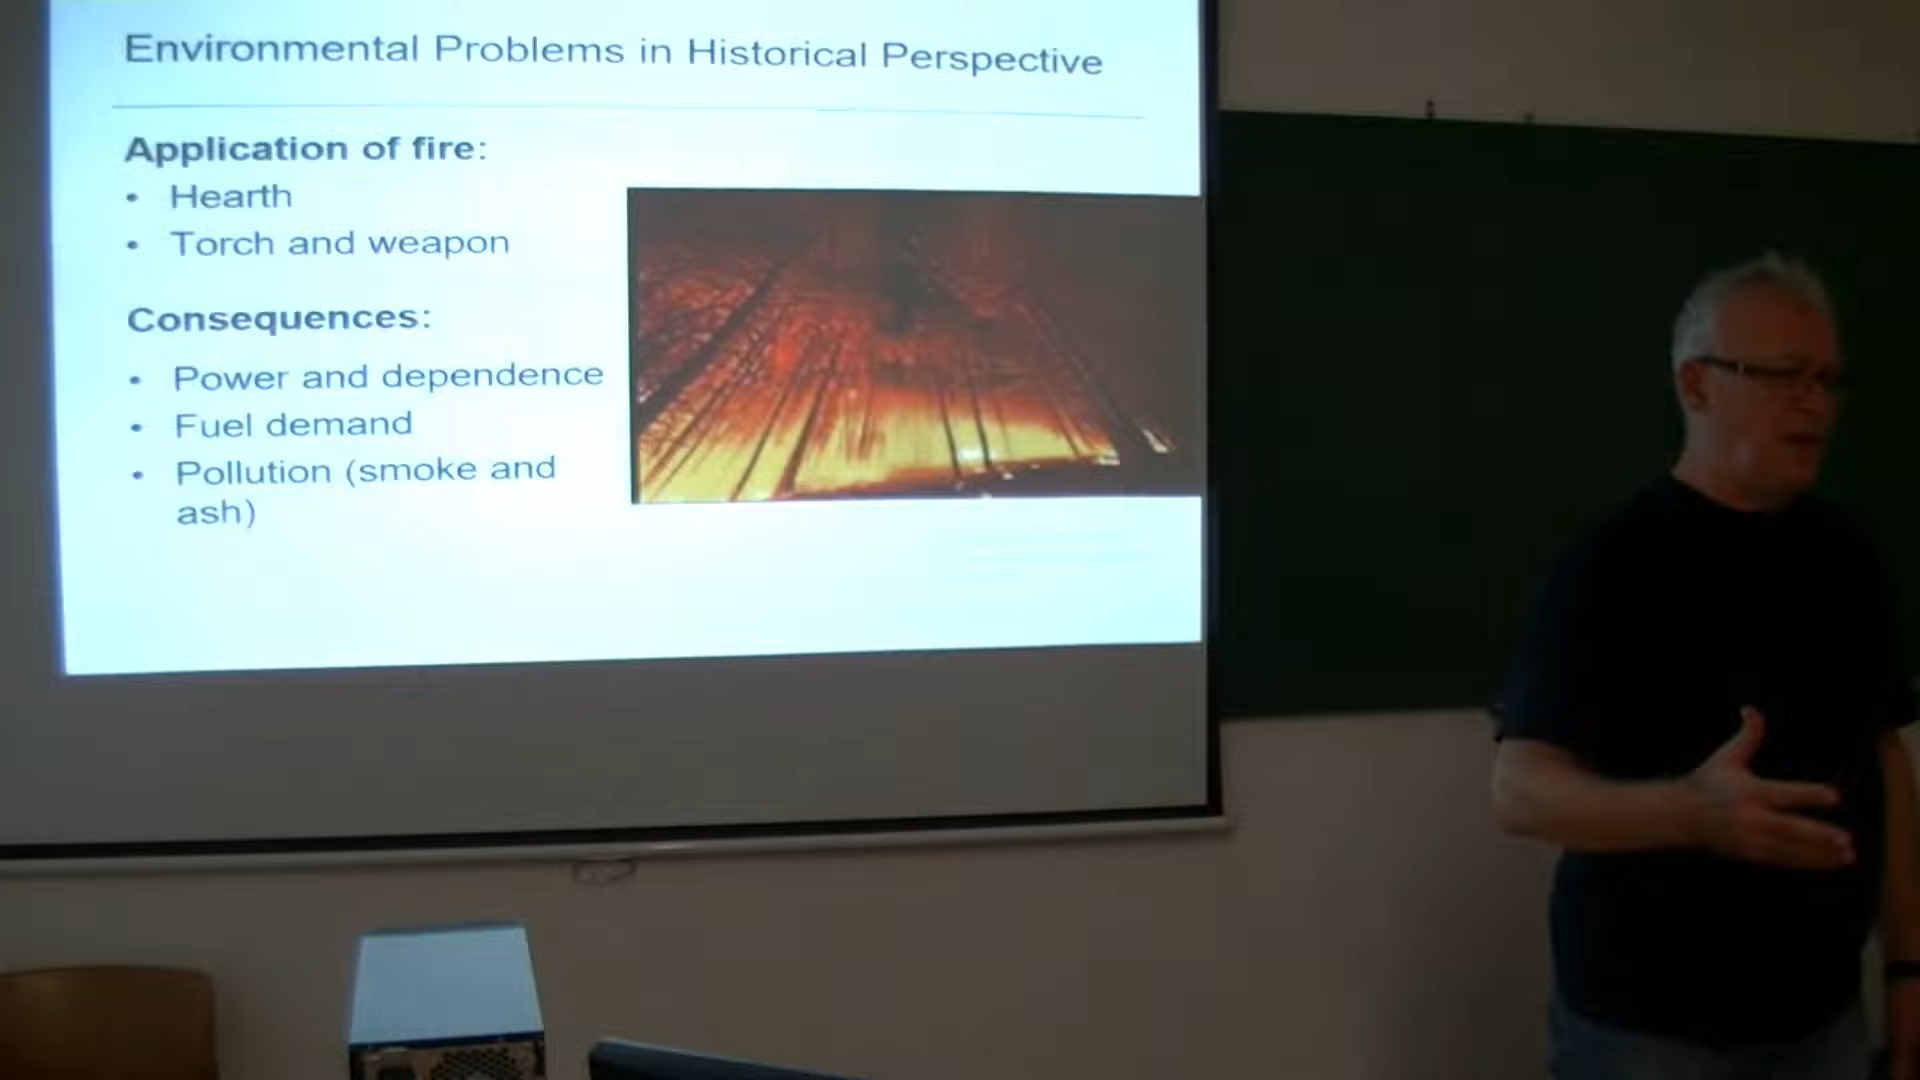 Environmental Problems in Historical Perspective
Application of fire:
• Hearth
• Torch and weapon
Consequences:
• Power and dependence
• Fuel demand
• Pollution (smoke and
ash)